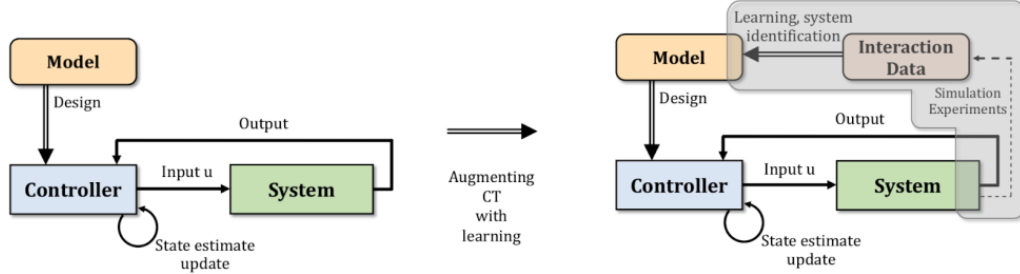 Model
Design
Output
Controller
Input u
System
State estimate
update
Augmenting
CT
with
learning
Learning, system
identification
Interaction
Data
Model
Simulation
Experiments
Design
Output
Controller
Input u
System
State estimate
update